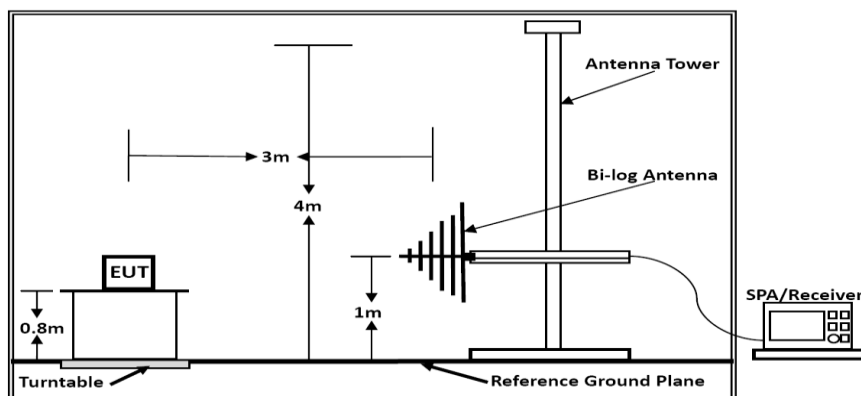 Antenna Tower
3m
Bi-log Antenna
4m
EUT
SPA/Receiver
0.8m
1m
Turntable
Reference Ground Plane